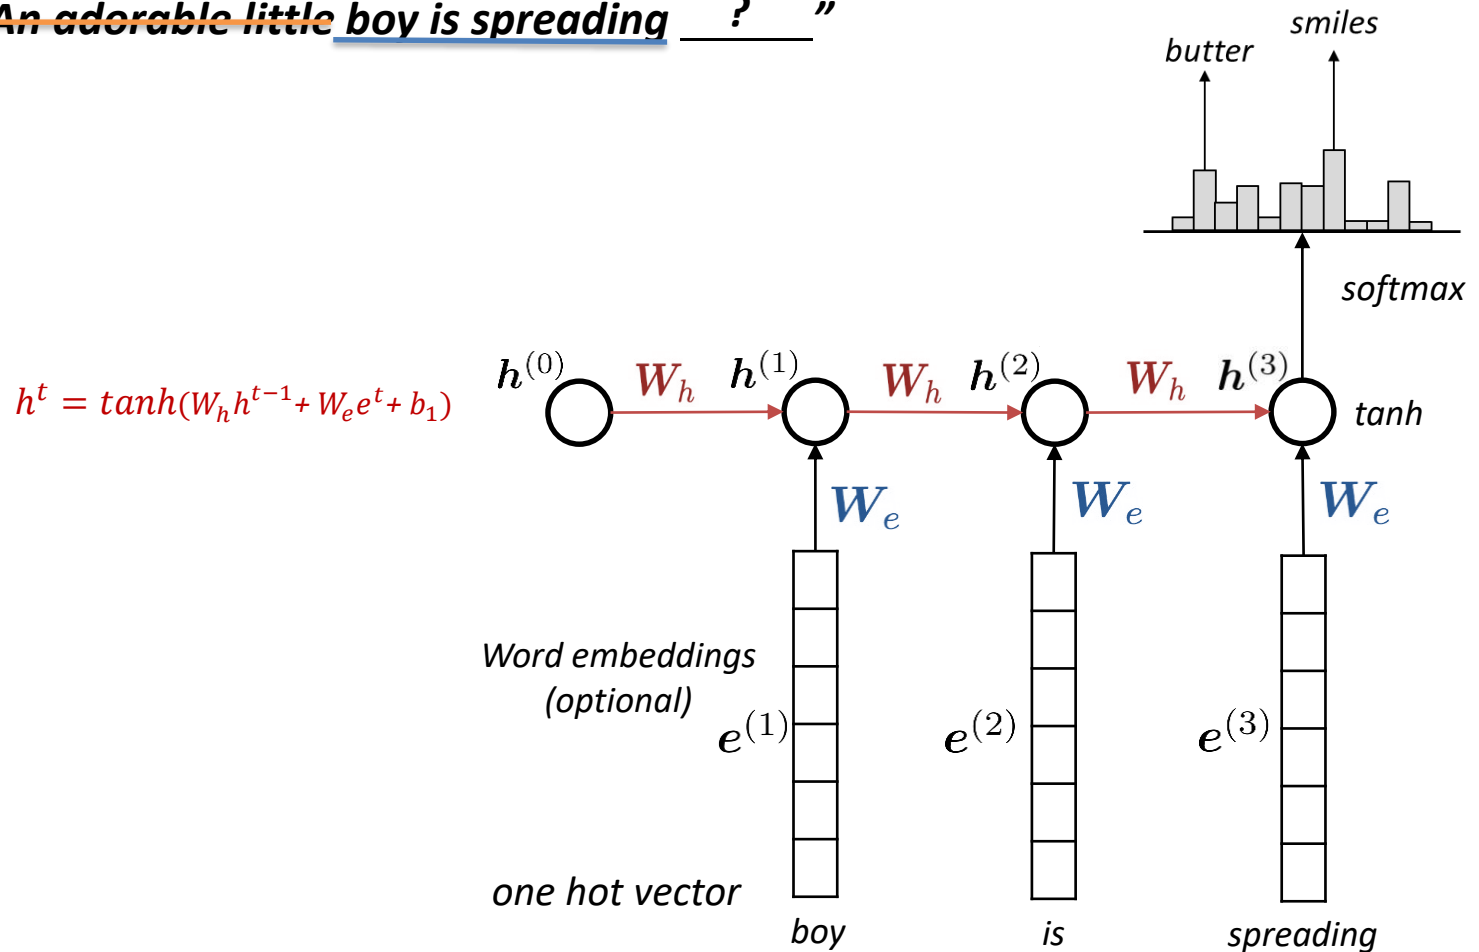 An adorable little boy is spreading ? ”
smiles
butter
softmax
h^(0) W_h h^(1) W_h h^(2) W_h h^(3)
h^t = tanh(W_h h^{t-1} + W_e e^t + b_1)
tanh
W_e W_e W_e
Word embeddings
(optional)
e^(1) e^(2) e^(3)
one hot vector
boy is spreading